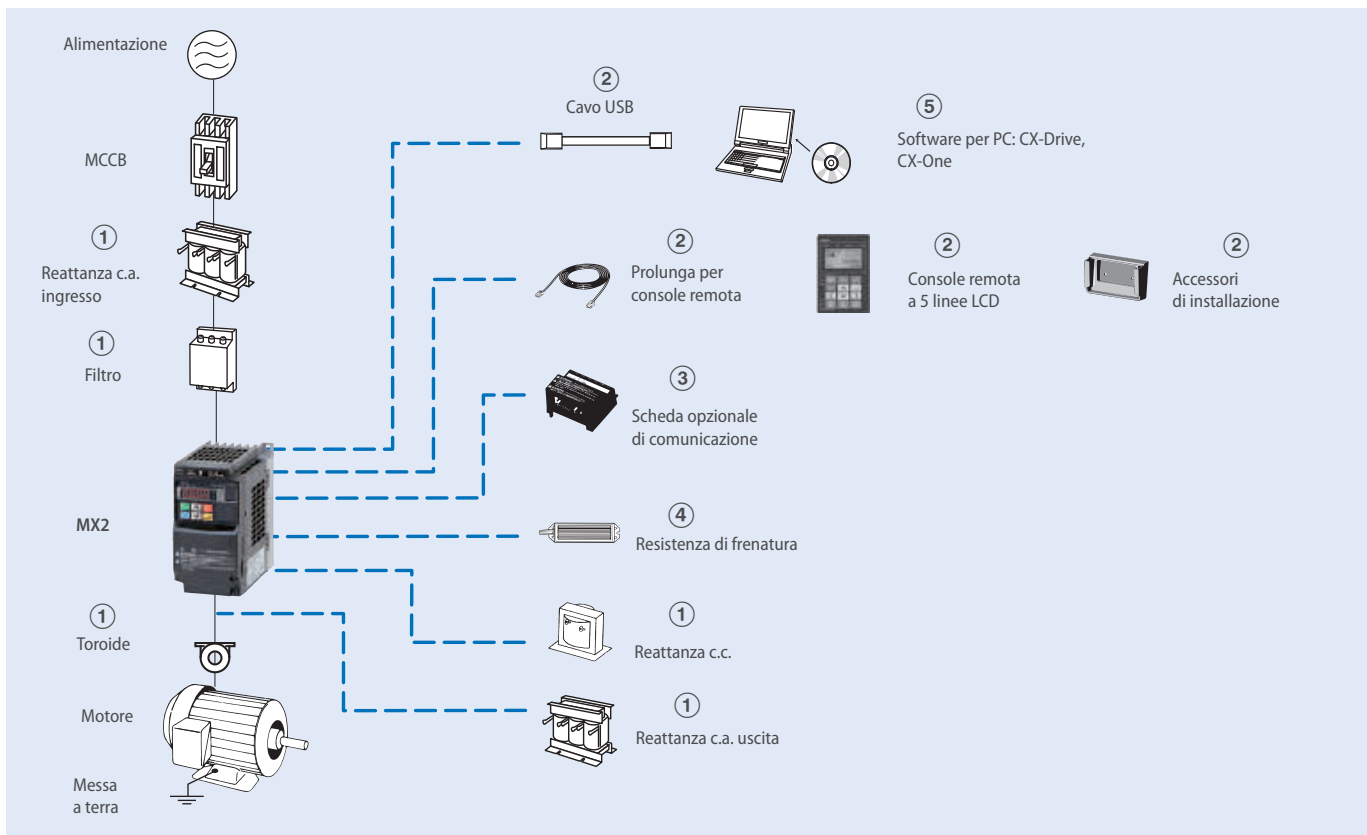 Alimentazione
MCCB
①
Reattanza c.a.
ingresso
①
Filtro
MX2
①
Toroide
Motore
Messa
a terra
②
Cavo USB
⑤
Software per PC: CX-Drive,
CX-One
②
Prolunga per
console remota
②
Console remota
a 5 linee LCD
②
Accessori
di installazione
③
Scheda opzionale
di comunicazione
④
Resistenza di frenatura
①
Reattanza c.c.
①
Reattanza c.a. uscita